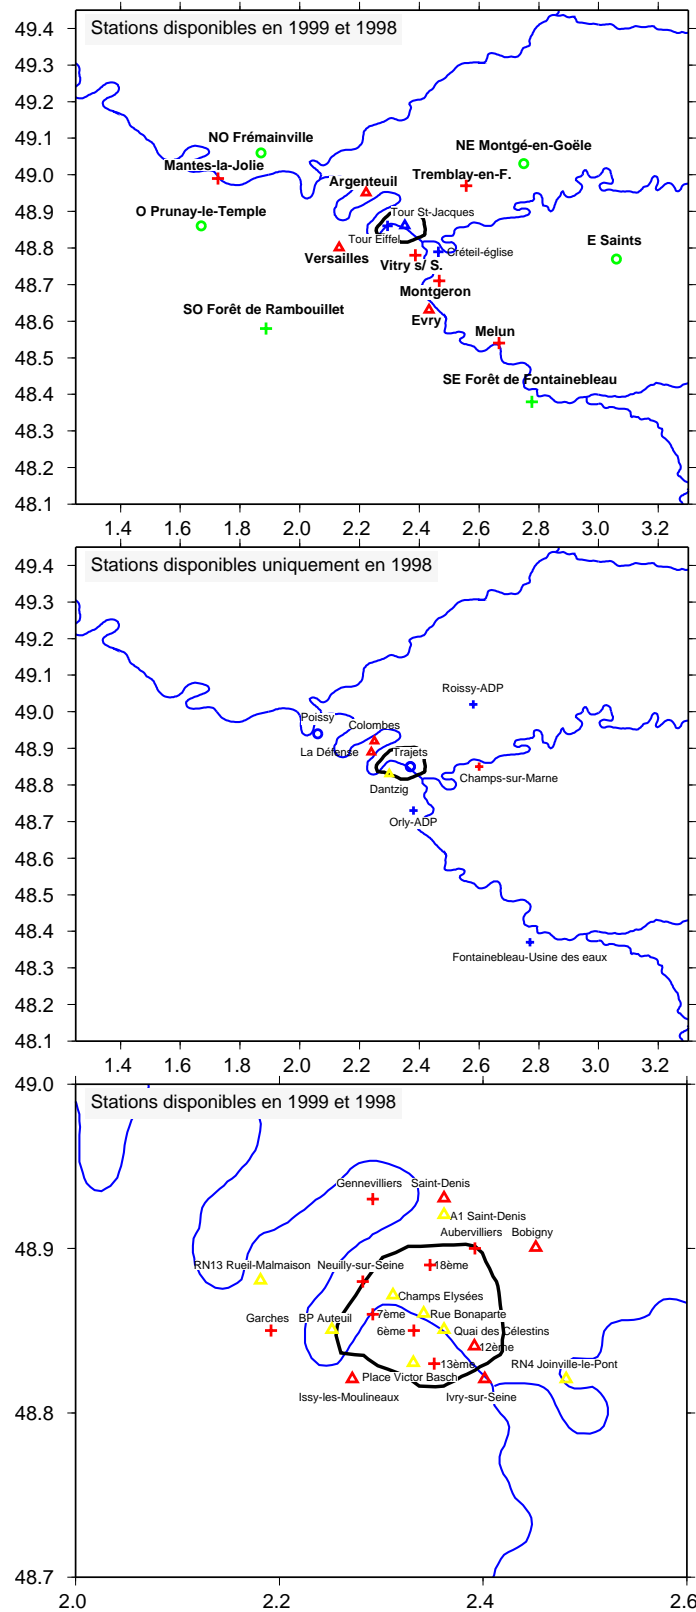 Stations disponibles en 1999 et 1998
49.4
49.3
49.2
49.1
49.0
48.9
48.8
48.7
48.6
48.5
48.4
48.3
48.2
48.1
NO Frémainville
NE Montgé-en-Goële
Mantes-la-Jolie
Tremblay-en-F.
Argenteuil
O Prunay-le-Temple
Tour St-Jacques
Tour Eiffel
Créteil-église
Versailles
Vitry s/ S.
E Saints
Montgeron
SO Forêt de Rambouillet
Evry
Melun
SE Forêt de Fontainebleau
1.4 1.6 1.8 2.0 2.2 2.4 2.6 2.8 3.0 3.2
Stations disponibles uniquement en 1998
49.4
49.3
49.2
49.1
49.0
48.9
48.8
48.7
48.6
48.5
48.4
48.3
48.2
48.1
Roissy-ADP
Poissy
Colombes
La Défense
Trajets
Champs-sur-Marne
Dantzig
Orly-ADP
Fontainebleau-Usine des eaux
1.4 1.6 1.8 2.0 2.2 2.4 2.6 2.8 3.0 3.2
Stations disponibles en 1999 et 1998
49.0
48.9
48.8
48.7
Gennevilliers
Saint-Denis
A1 Saint-Denis
Aubervilliers
Bobigny
RN13 Rueil-Malmaison
Neuilly-sur-Seine
18ème
Champs Elysées
Garches
BP Auteuil
7ème
Rue Bonaparte
6ème
Quai des Célestins
12ème
13ème
RN4 Joinville-le-Pont
Place Victor Basch
Issy-les-Moulineaux
Ivry-sur-Seine
2.0 2.2 2.4 2.6